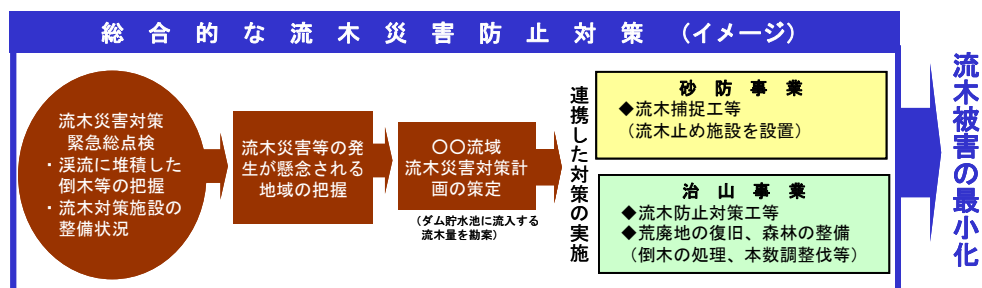 総合的な流木災害防止対策 （イメージ）
流木災害対策
緊急総点検
・渓流に堆積した
倒木等の把握
・流木対策施設の
整備状況
流木災害等の発
生が懸念される
地域の把握
〇〇流域
流木災害対策計
画の策定
（ダム貯水池に流入する
流木量を勘案）
連携した対策の実施
砂防事業
◆流木捕捉工等
（流木止め施設を設置）
治山事業
◆流木防止対策工等
◆荒廃地の復旧、森林の整備
（倒木の処理、本数調整伐等）
流木被害の最小化